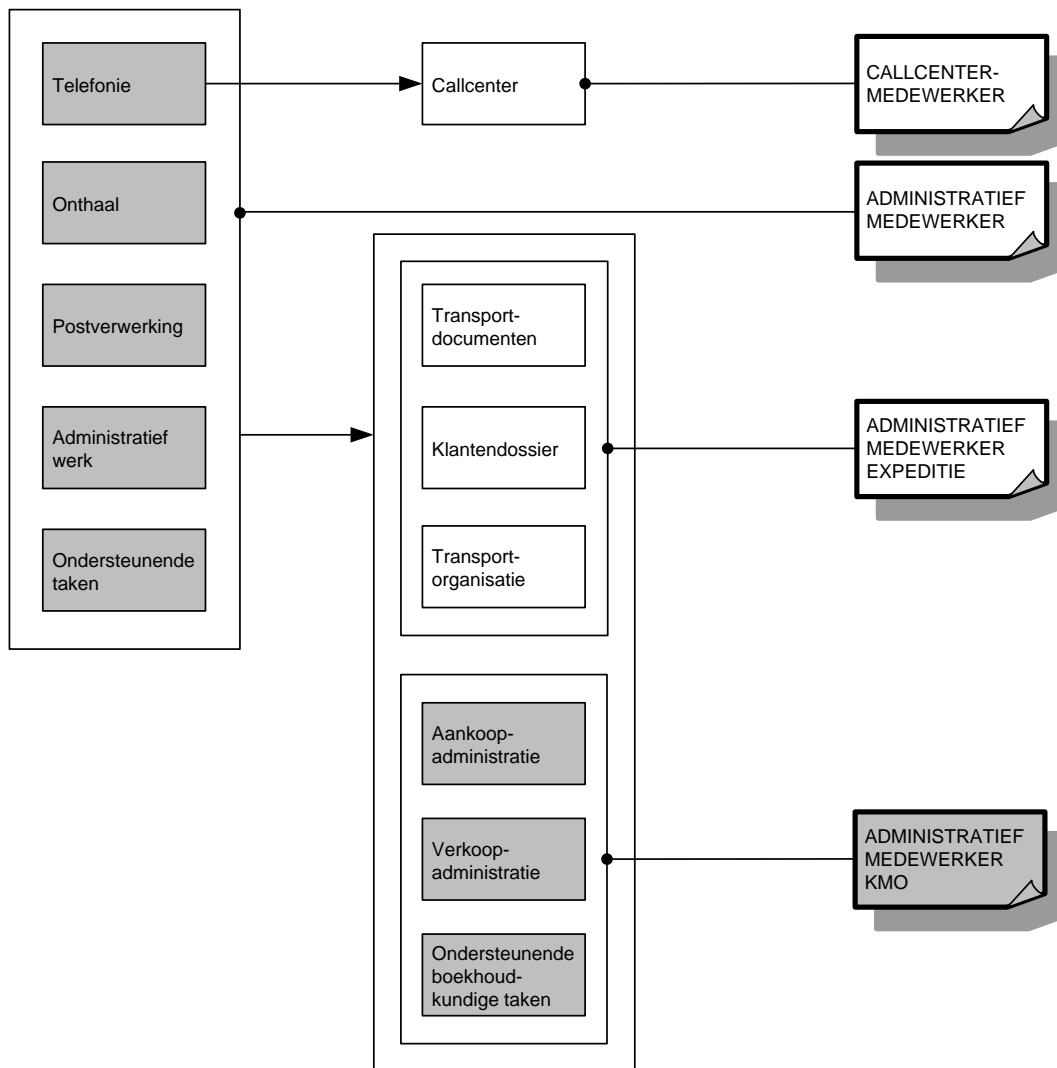 Telefonie
Callcenter
CALLCENTER-
MEDEWERKER
Onthaal
ADMINISTRATIEF
MEDEWERKER
Postverwerking
Transport-
documenten
Administratief
werk
Klantendossier
ADMINISTRATIEF
MEDEWERKER
EXPEDITIE
Ondersteunende
taken
Transport-
organisatie
Aankoop-
administratie
Verkoop-
administratie
ADMINISTRATIEF
MEDEWERKER
KMO
Ondersteunende
boekhoud-
kundige taken